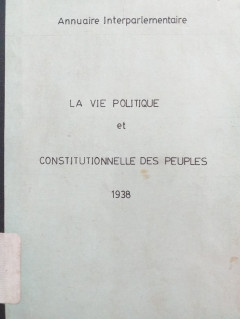 Annuaire Interparlementaire
LA VIE POLITIQUE
et
CONSTITUTIONNELLE DES PEUPLES
1938